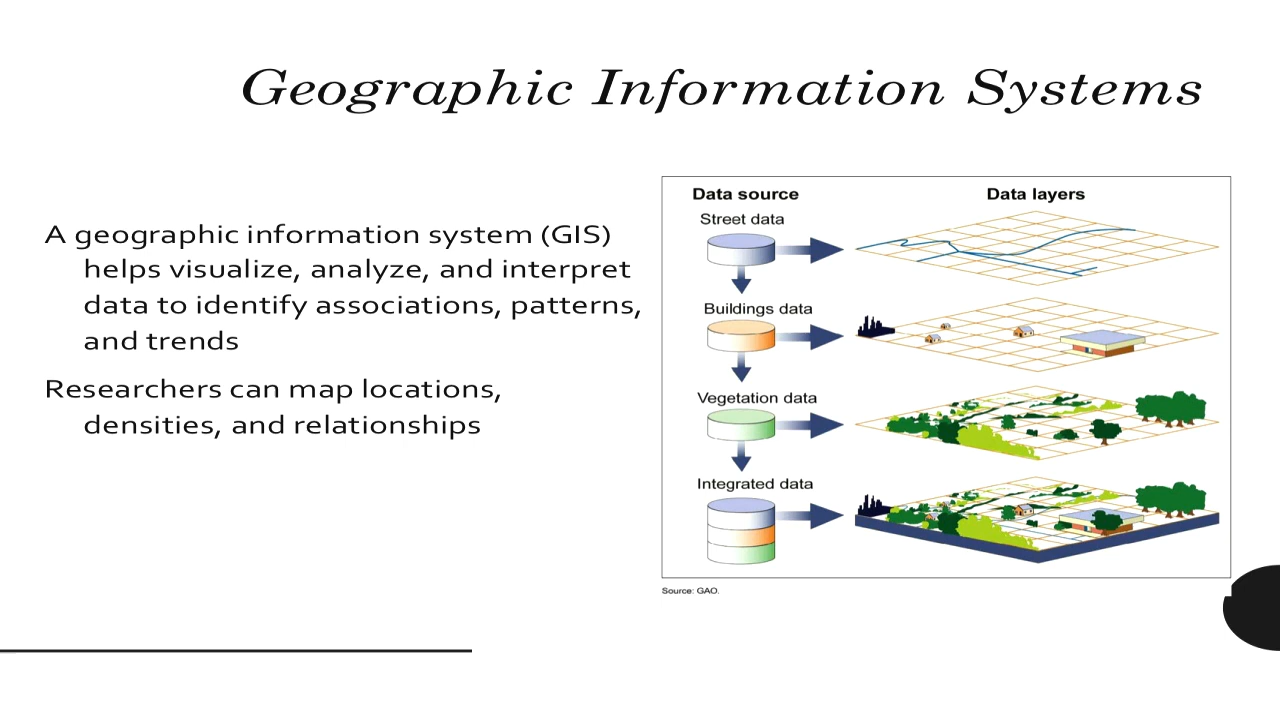 Geographic Information Systems
A geographic information system (GIS)
helps visualize, analyze, and interpret
data to identify associations, patterns,
and trends
Researchers can map locations,
densities, and relationships
Data source
Data layers
Street data
Buildings data
Vegetation data
Integrated data
Source: GAO.